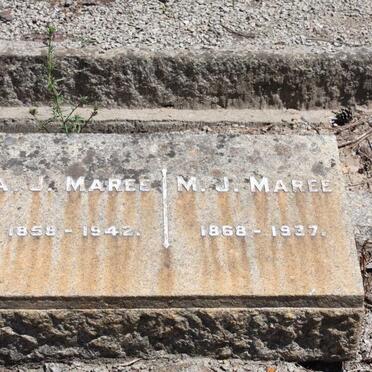 A. J. MAREE
1858 - 1942.
M. J. MAREE
1868 - 1937.